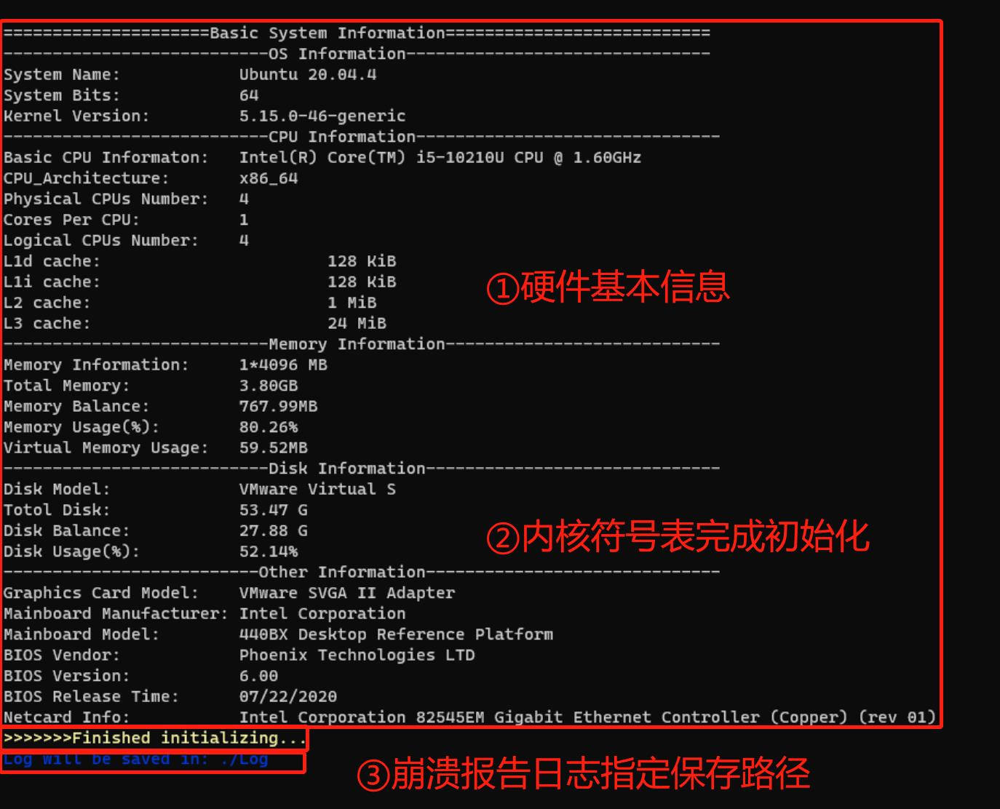 =====================Basic System Information===========================
---------------------------OS Information-------------------------------
System Name: Ubuntu 20.04.4
System Bits: 64
Kernel Version: 5.15.0-46-generic
---------------------------CPU Information-------------------------------
Basic CPU Informaton: Intel(R) Core(TM) i5-10210U CPU @ 1.60GHz
CPU_Architecture: x86_64
Physical CPUs Number: 4
Cores Per CPU: 1
Logical CPUs Number: 4
L1d cache: 128 KiB
L1i cache: 128 KiB
①硬件基本信息
L2 cache: 1 MiB
L3 cache: 24 MiB
---------------------------Memory Information----------------------------
Memory Information: 1*4096 MB
Total Memory: 3.80GB
Memory Balance: 767.99MB
Memory Usage(%): 80.26%
Virtual Memory Usage: 59.52MB
---------------------------Disk Information------------------------------
Disk Model: VMware Virtual S
Totol Disk: 53.47 G
Disk Balance: 27.88 G
②内核符号表完成初始化
Disk Usage(%): 52.14%
--------------------------Other Information------------------------------
Graphics Card Model: VMware SVGA II Adapter
Mainboard Manufacturer: Intel Corporation
Mainboard Model: 440BX Desktop Reference Platform
BIOS Vendor: Phoenix Technologies LTD
BIOS Version: 6.00
BIOS Release Time: 07/22/2020
Netcard Info: Intel Corporation 82545EM Gigabit Ethernet Controller (Copper) (rev 01)
>>>>>>>Finished initializing...
Log Will be saved in: ./Log
③崩溃报告日志指定保存路径